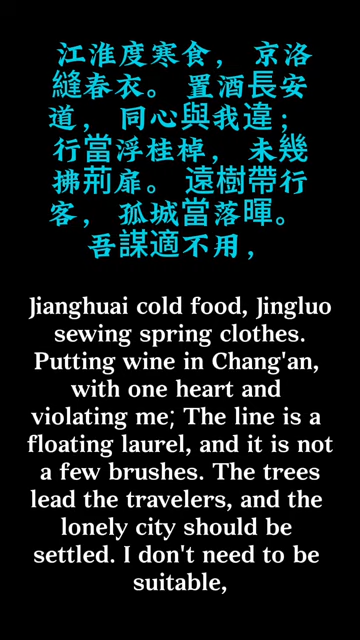 江淮度寒食， 京洛
縫春衣。 置酒長安
道， 同心與我違；
行當浮桂棹， 未幾
拂荊扉。 遠樹帶行
客， 孤城當落暉。
吾謀適不用，
Jianghuai cold food, Jingluo
sewing spring clothes.
Putting wine in Chang'an,
with one heart and
violating me; The line is a
floating laurel, and it is not
a few brushes. The trees
lead the travelers, and the
lonely city should be
settled. I don't need to be
suitable,